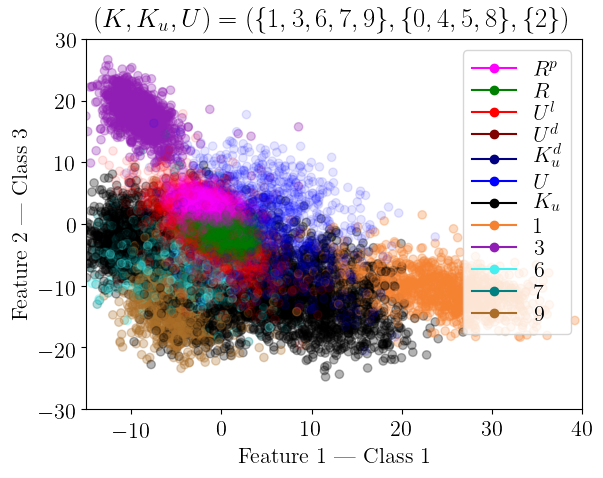 (K, K_u, U) = ({1, 3, 6, 7, 9}, {0, 4, 5, 8}, {2})
30
20
10
0
−10
−20
−30
Feature 2 — Class 3
R^p
R
U^l
U^d
K_u^d
U
K_u
1
3
6
7
9
−10
0
10
20
30
40
Feature 1 — Class 1